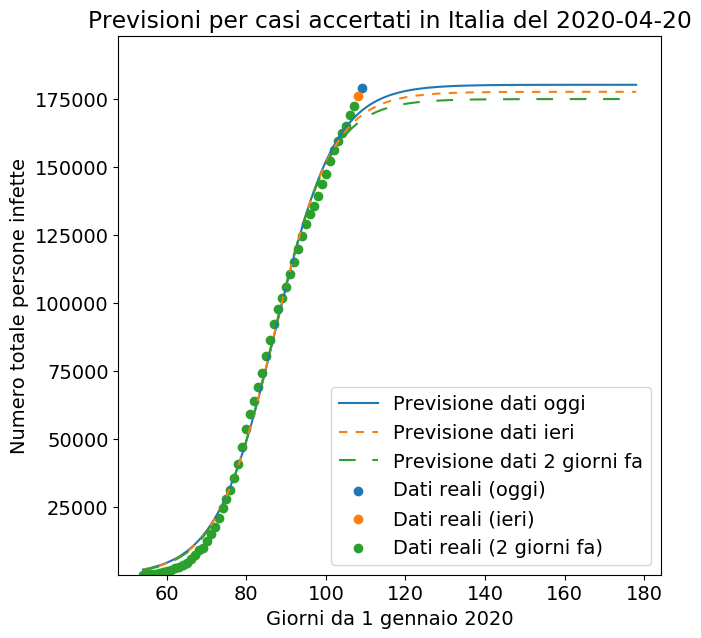 Previsioni per casi accertati in Italia del 2020-04-20
Numero totale persone infette
175000
150000
125000
100000
75000
50000
25000
60 80 100 120 140 160 180
Giorni da 1 gennaio 2020
Previsione dati oggi
Previsione dati ieri
Previsione dati 2 giorni fa
Dati reali (oggi)
Dati reali (ieri)
Dati reali (2 giorni fa)